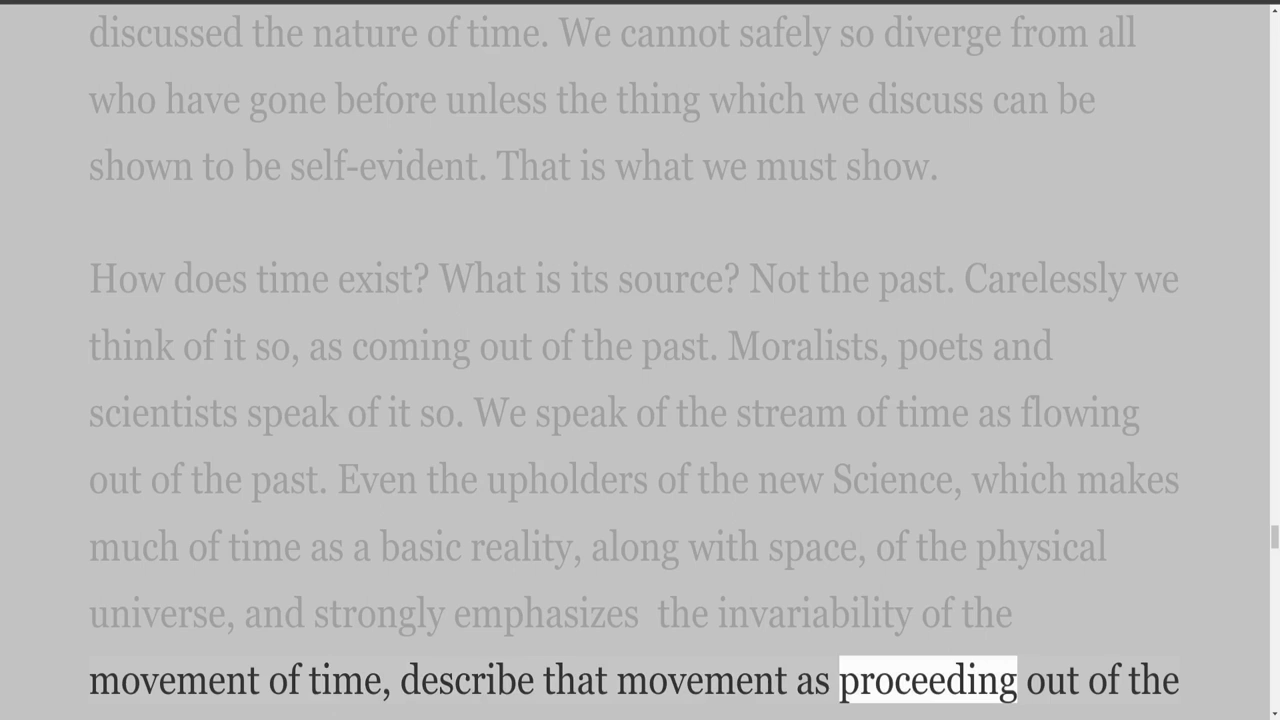 discussed the nature of time. We cannot safely so diverge from all
who have gone before unless the thing which we discuss can be
shown to be self-evident. That is what we must show.
How does time exist? What is its source? Not the past. Carelessly we
think of it so, as coming out of the past. Moralists, poets and
scientists speak of it so. We speak of the stream of time as flowing
out of the past. Even the upholders of the new Science, which makes
much of time as a basic reality, along with space, of the physical
universe, and strongly emphasizes  the invariability of the
movement of time, describe that movement as proceeding out of the